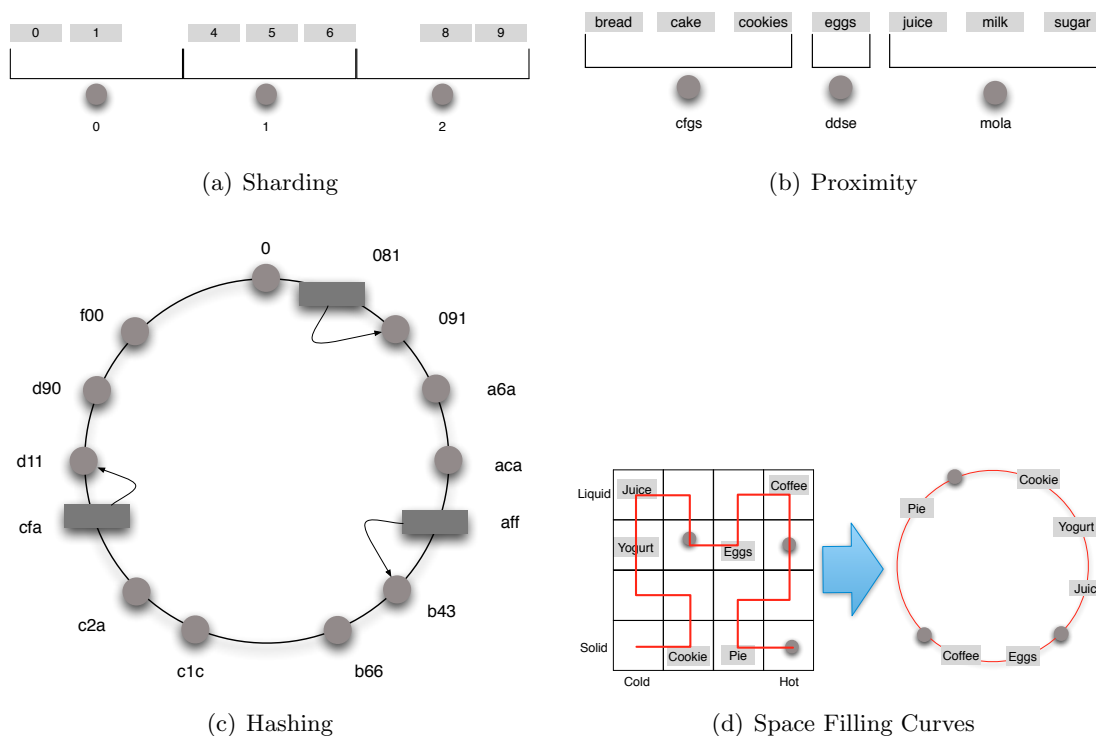 0 1 4 5 6 8 9
0 1 2
(a) Sharding
bread cake cookies eggs juice milk sugar
cfgs ddse mola
(b) Proximity
0
081
f00
091
d90
a6a
d11
aca
cfa
aff
c2a
b43
c1c
b66
(c) Hashing
Liquid Juice Coffee
Yogurt Eggs
Solid Cookie Pie
Cold Hot
Cookie
Pie
Yogurt
Juic
Coffee Eggs
(d) Space Filling Curves